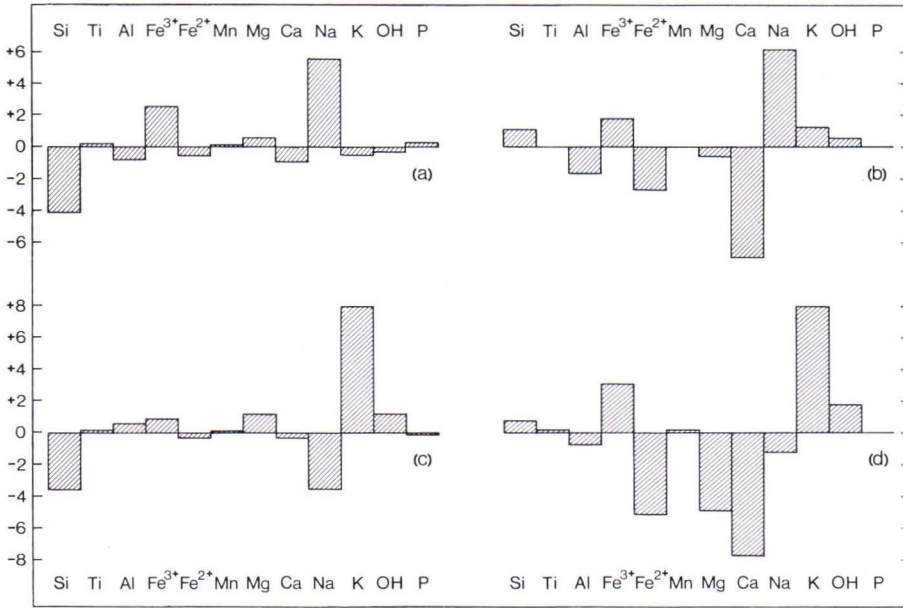 Si Ti Al Fe³⁺ Fe²⁺ Mn Mg Ca Na K OH P
Si Ti Al Fe³⁺ Fe²⁺ Mn Mg Ca Na K OH P
+6
+4
+2
0
-2
-4
-6
(a)
(b)
+8
+6
+4
+2
0
-2
-4
-6
-8
(c)
(d)
Si Ti Al Fe³⁺ Fe²⁺ Mn Mg Ca Na K OH P
Si Ti Al Fe³⁺ Fe²⁺ Mn Mg Ca Na K OH P